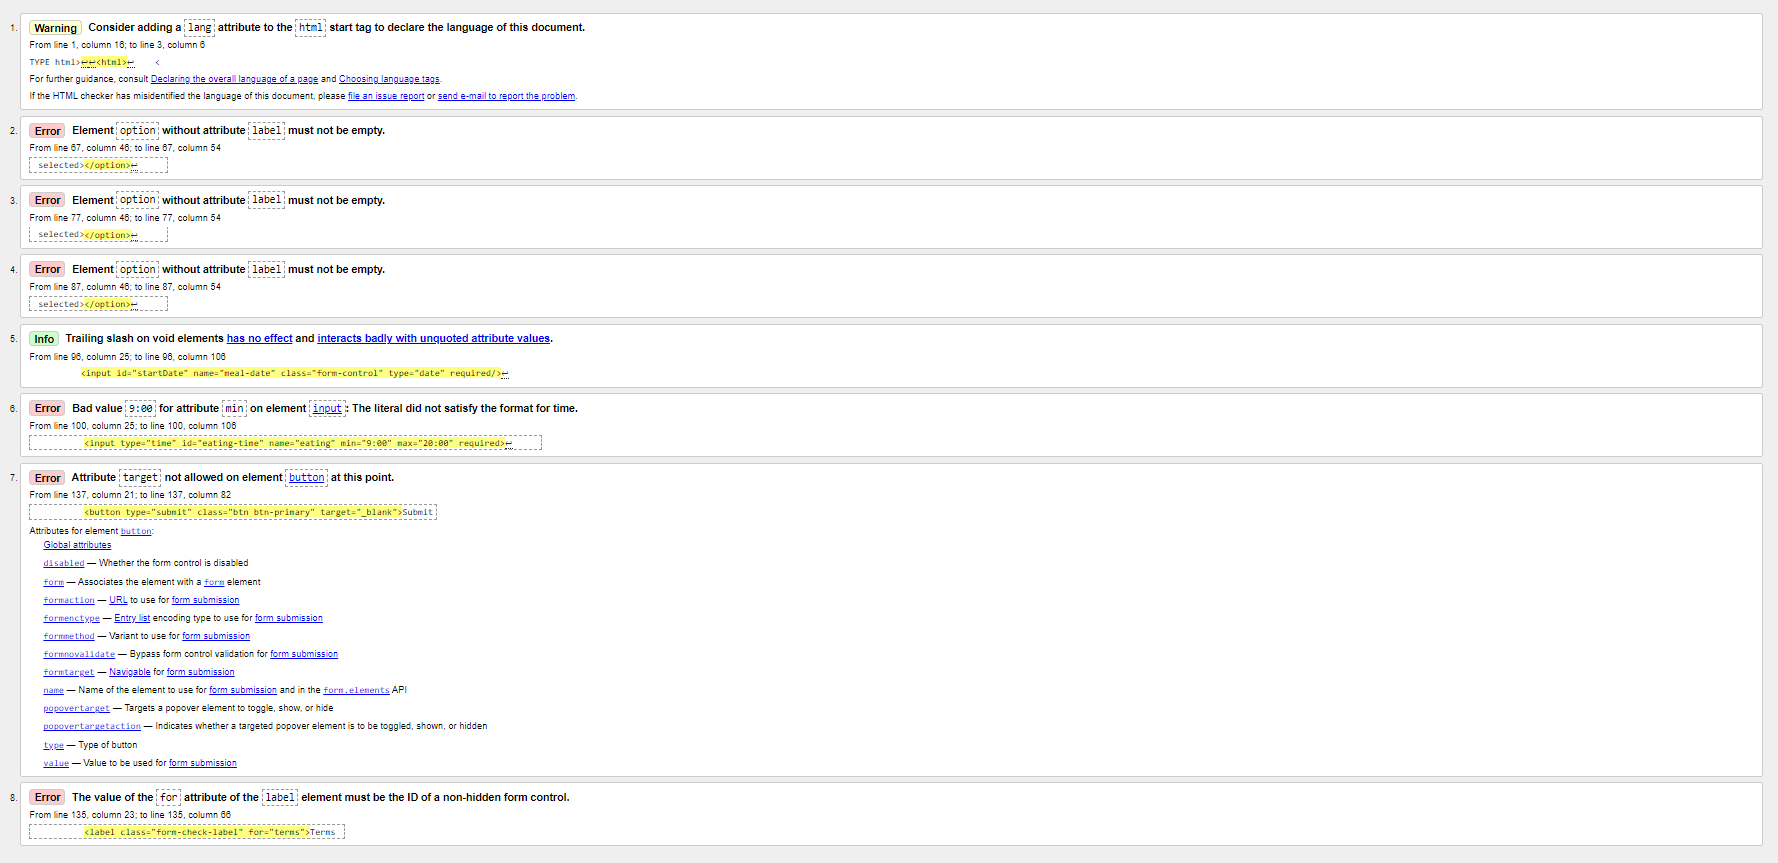 1. Warning Consider adding a lang attribute to the html start tag to declare the language of this document.
From line 1, column 16; to line 3, column 6
TYPE html>↩↩<html>↩ <
For further guidance, consult Declaring the overall language of a page and Choosing language tags.
If the HTML checker has misidentified the language of this document, please file an issue report or send e-mail to report the problem.
2. Error Element option without attribute label must not be empty.
From line 67, column 46; to line 67, column 54
selected></option>↩
3. Error Element option without attribute label must not be empty.
From line 77, column 46; to line 77, column 54
selected></option>↩
4. Error Element option without attribute label must not be empty.
From line 87, column 46; to line 87, column 54
selected></option>↩
5. Info Trailing slash on void elements has no effect and interacts badly with unquoted attribute values.
From line 96, column 25; to line 96, column 106
<input id="startDate" name="meal-date" class="form-control" type="date" required/>↩
6. Error Bad value 9:00 for attribute min on element input: The literal did not satisfy the format for time.
From line 100, column 25; to line 100, column 106
<input type="time" id="eating-time" name="eating" min="9:00" max="20:00" required>↩
7. Error Attribute target not allowed on element button at this point.
From line 137, column 21; to line 137, column 82
<button type="submit" class="btn btn-primary" target="_blank">Submit
Attributes for element button:
Global attributes
disabled — Whether the form control is disabled
form — Associates the element with a form element
formaction — URL to use for form submission
formenctype — Entry list encoding type to use for form submission
formmethod — Variant to use for form submission
formnovalidate — Bypass form control validation for form submission
formtarget — Navigable for form submission
name — Name of the element to use for form submission and in the form.elements API
popovertarget — Targets a popover element to toggle, show, or hide
popovertargetaction — Indicates whether a targeted popover element is to be toggled, shown, or hidden
type — Type of button
value — Value to be used for form submission
8. Error The value of the for attribute of the label element must be the ID of a non-hidden form control.
From line 135, column 23; to line 135, column 66
<label class="form-check-label" for="terms">Terms